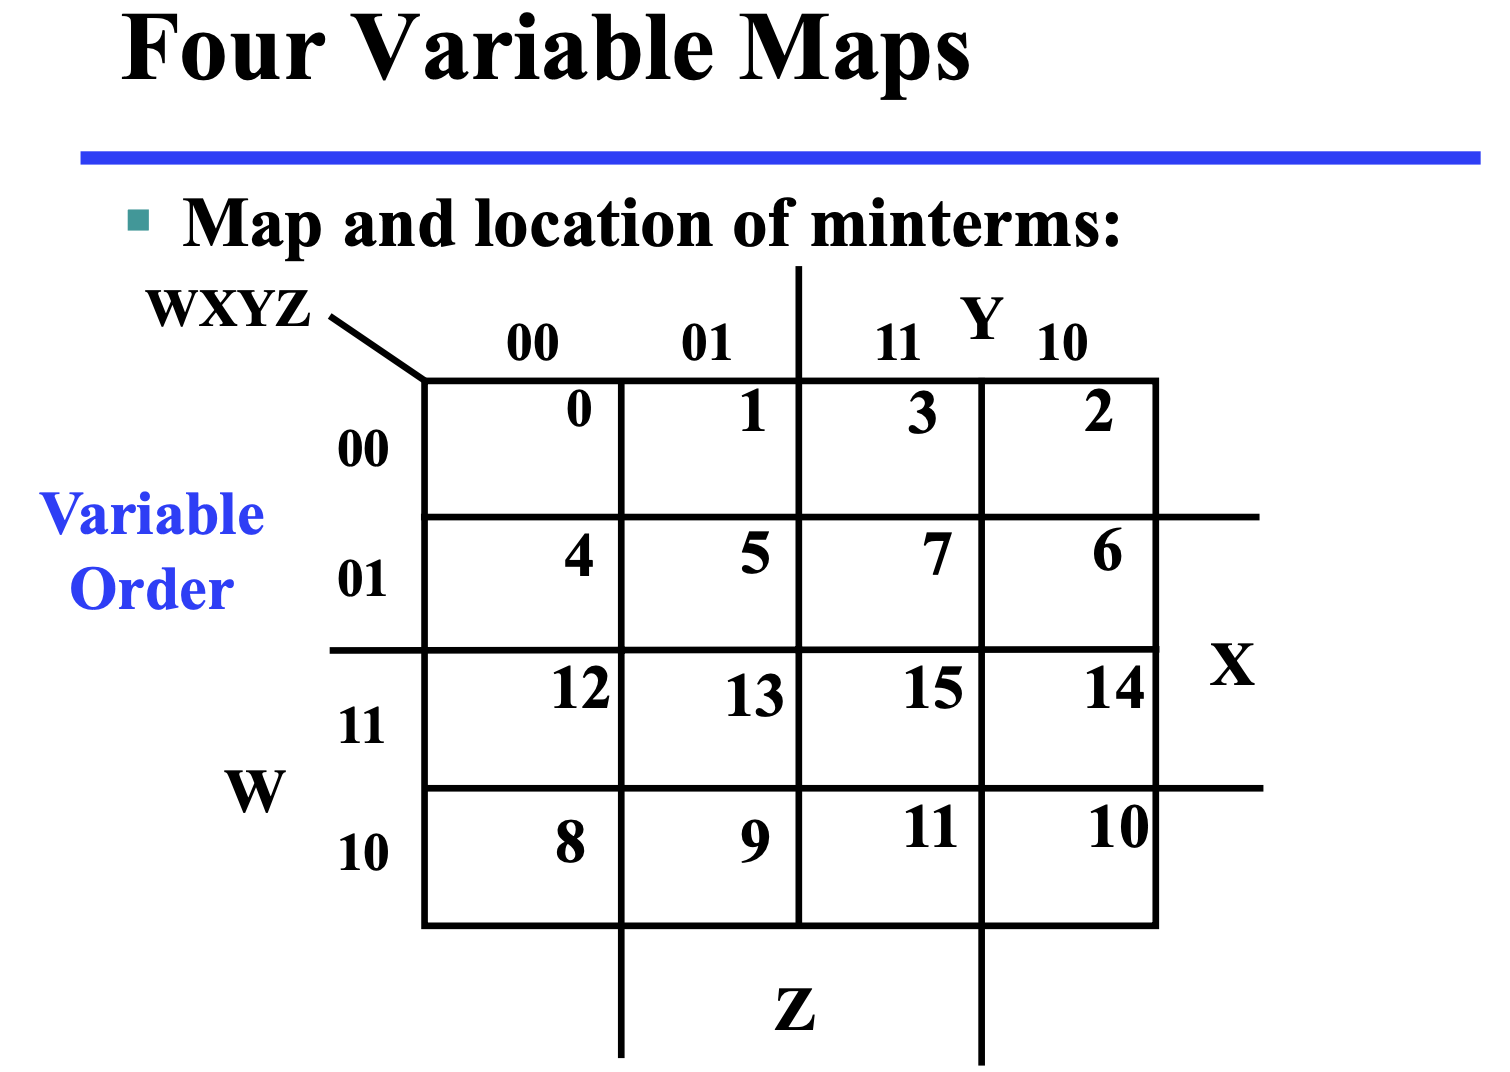 Four Variable Maps
Map and location of minterms:
WXYZ
Y
00 01 11 10
00 0 1 3 2
Variable
Order
01 4 5 7 6
X
11 12 13 15 14
W
10 8 9 11 10
Z